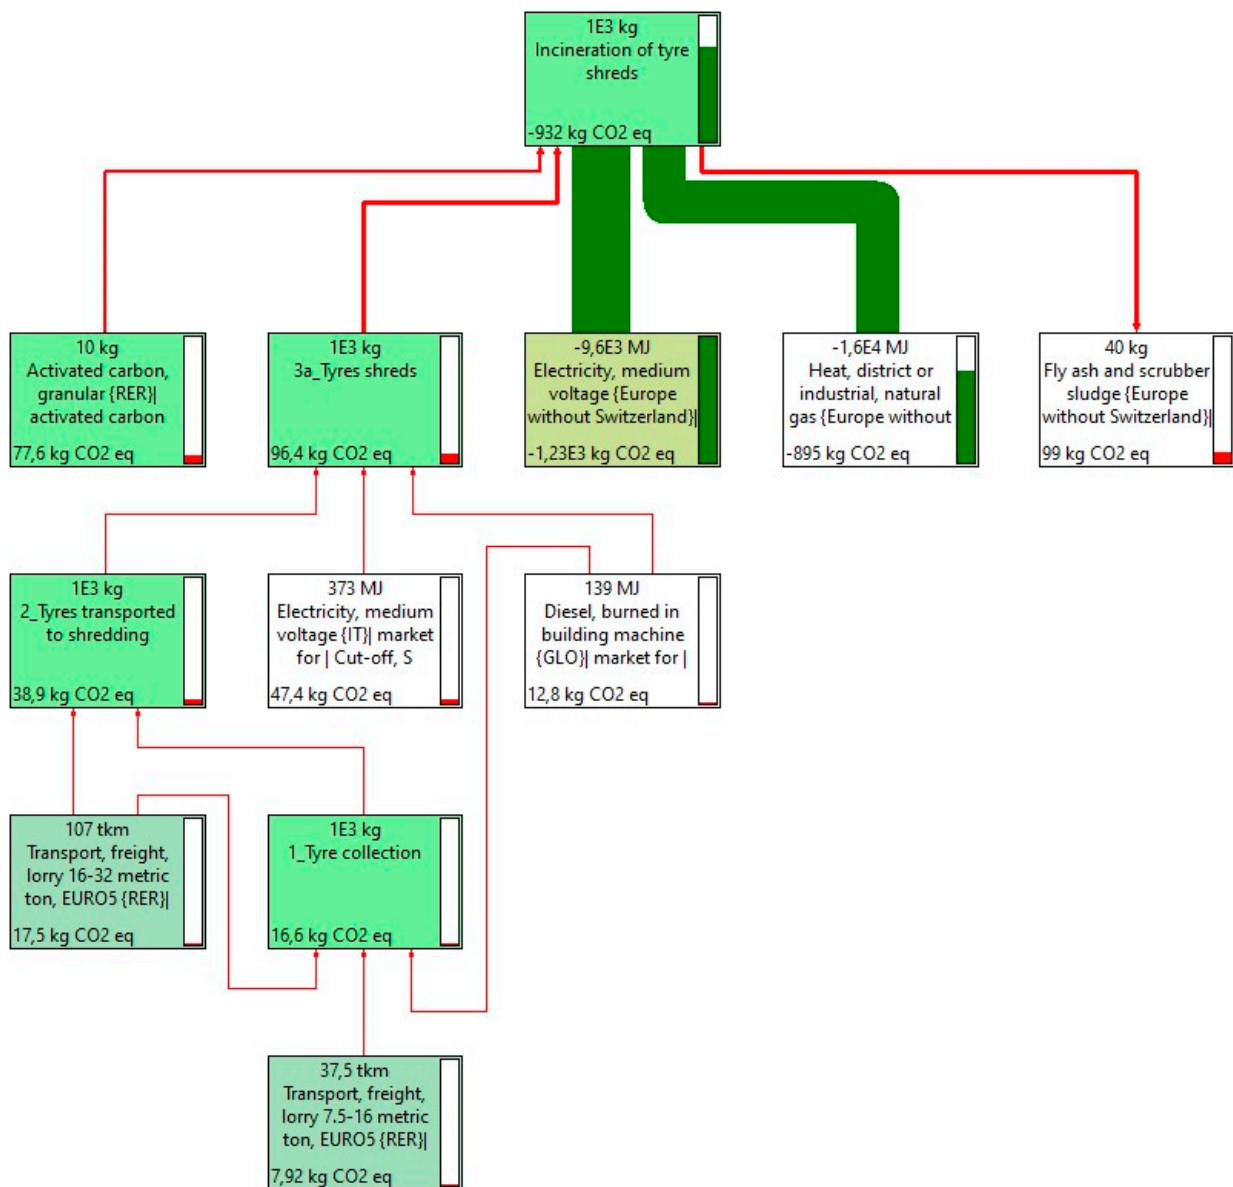 1E3 kg
Incineration of tyre
shreds
-932 kg CO2 eq
10 kg
Activated carbon,
granular {RER}|
activated carbon
77,6 kg CO2 eq
1E3 kg
3a_Tyres shreds
96,4 kg CO2 eq
-9,6E3 MJ
Electricity, medium
voltage {Europe
without Switzerland}|
-1,23E3 kg CO2 eq
-1,6E4 MJ
Heat, district or
industrial, natural
gas {Europe without
-895 kg CO2 eq
40 kg
Fly ash and scrubber
sludge {Europe
without Switzerland}|
99 kg CO2 eq
1E3 kg
2_Tyres transported
to shredding
38,9 kg CO2 eq
373 MJ
Electricity, medium
voltage {IT}| market
for | Cut-off, S
47,4 kg CO2 eq
139 MJ
Diesel, burned in
building machine
{GLO}| market for |
12,8 kg CO2 eq
107 tkm
Transport, freight,
lorry 16-32 metric
ton, EURO5 {RER}|
17,5 kg CO2 eq
1E3 kg
1_Tyre collection
16,6 kg CO2 eq
37,5 tkm
Transport, freight,
lorry 7.5-16 metric
ton, EURO5 {RER}|
7,92 kg CO2 eq